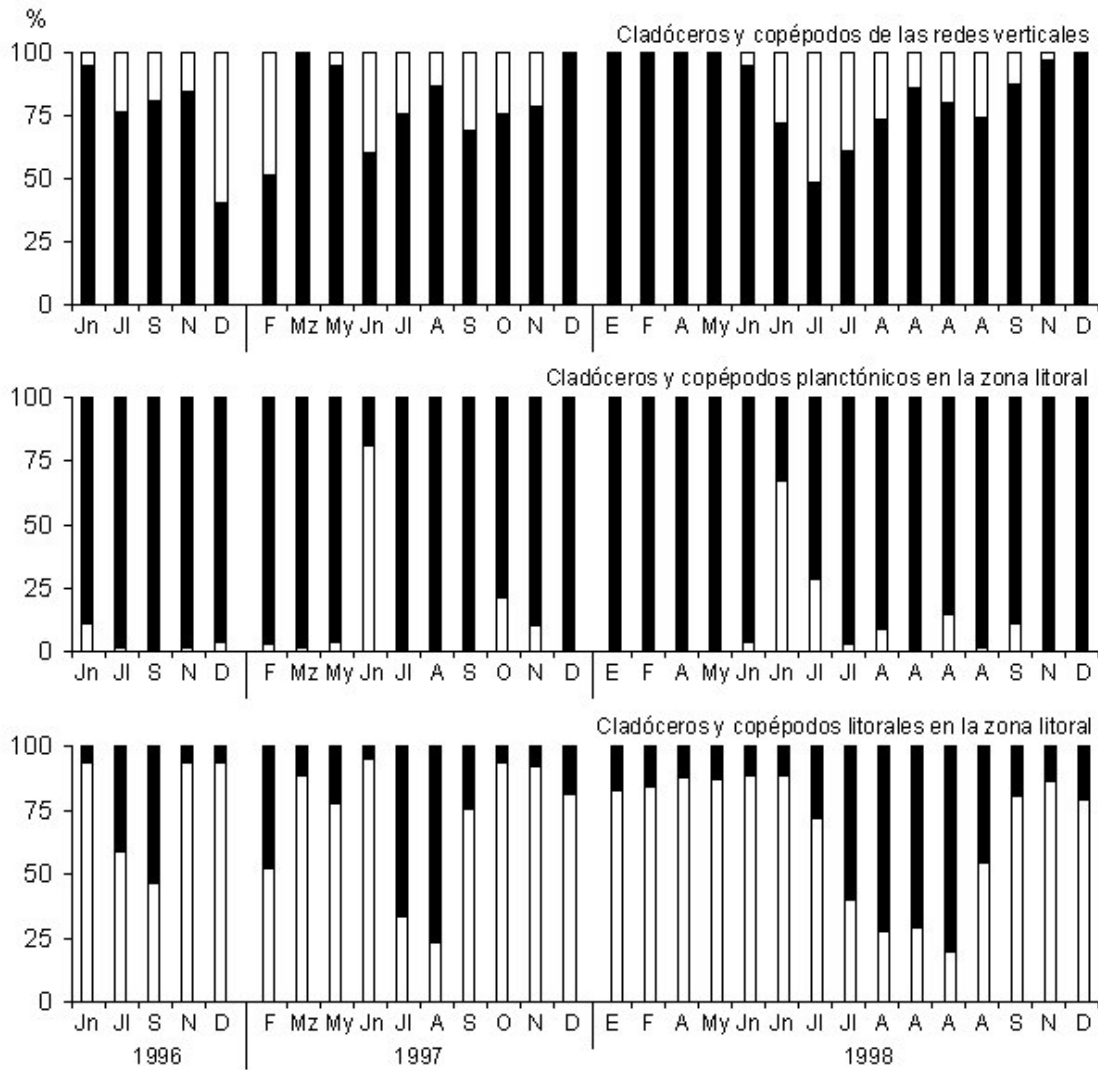 %
Cladóceros y copépodos de las redes verticales
100
75
50
25
0
Jn Jl S N D F Mz My Jn Jl A S O N D E F A My Jn Jn Jl Jl A A A A S N D
Cladóceros y copépodos planctónicos en la zona litoral
100
75
50
25
0
Jn Jl S N D F Mz My Jn Jl A S O N D E F A My Jn Jn Jl Jl A A A A S N D
Cladóceros y copépodos litorales en la zona litoral
100
75
50
25
0
Jn Jl S N D F Mz My Jn Jl A S O N D E F A My Jn Jn Jl Jl A A A A S N D
1996 1997 1998